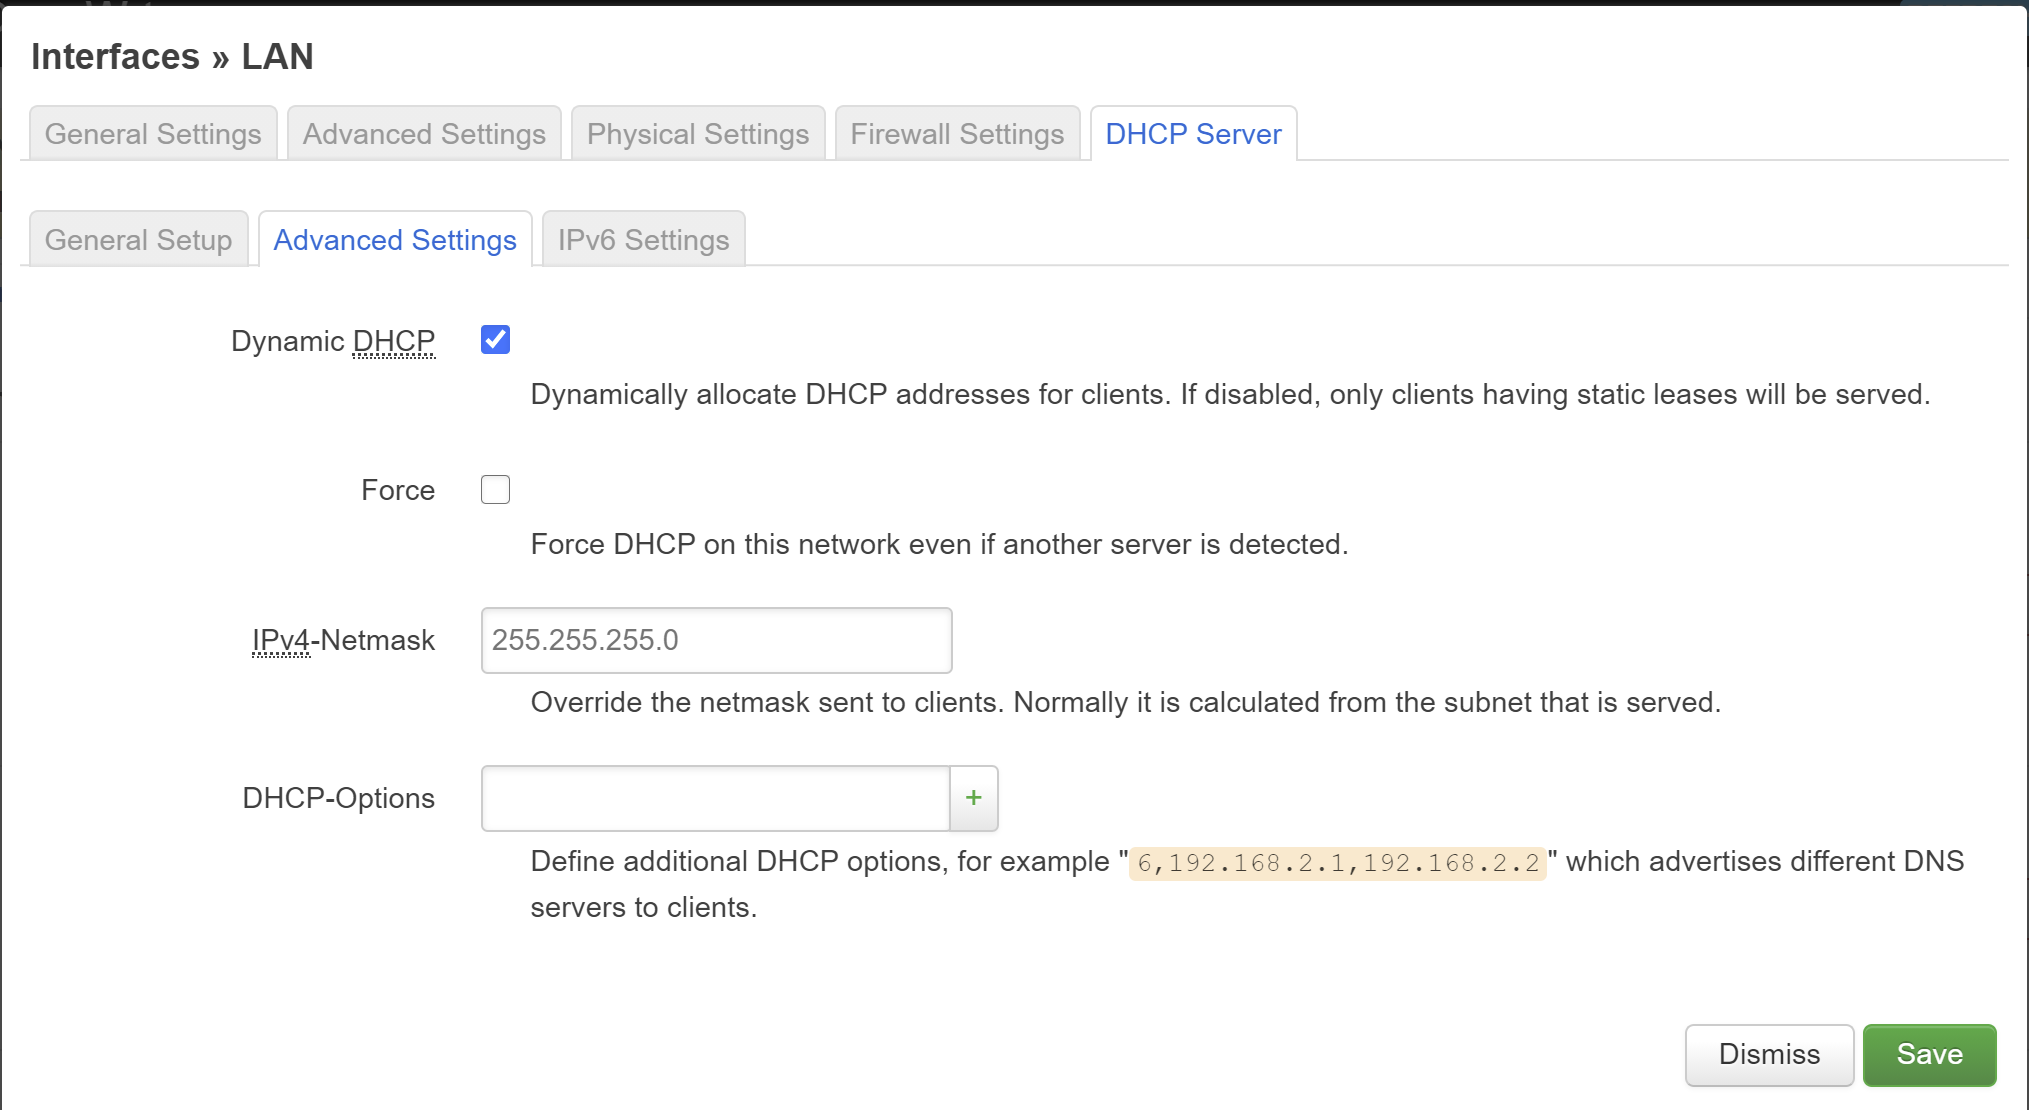 Interfaces » LAN
General Settings Advanced Settings Physical Settings Firewall Settings DHCP Server
General Setup Advanced Settings IPv6 Settings
Dynamic DHCP
Dynamically allocate DHCP addresses for clients. If disabled, only clients having static leases will be served.
Force
Force DHCP on this network even if another server is detected.
IPv4-Netmask 255.255.255.0
Override the netmask sent to clients. Normally it is calculated from the subnet that is served.
DHCP-Options +
Define additional DHCP options, for example "6,192.168.2.1,192.168.2.2" which advertises different DNS
servers to clients.
Dismiss Save